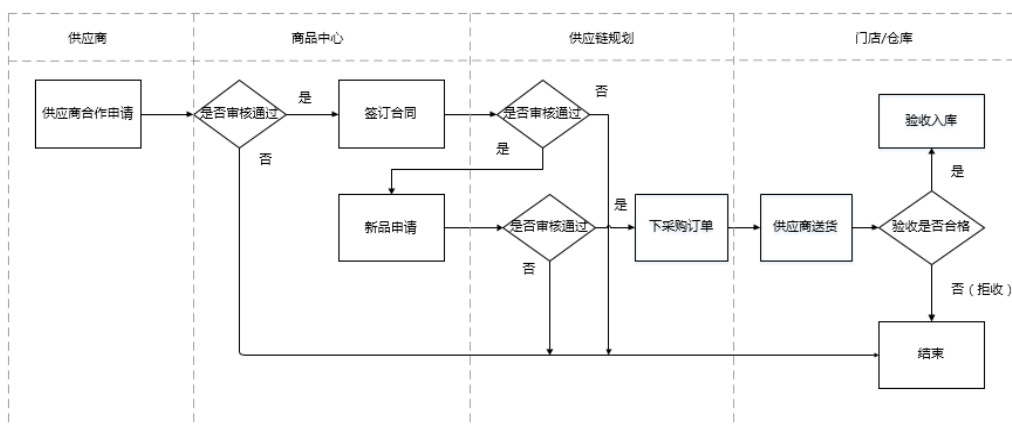 供应商
商品中心
供应链规划
门店/仓库
供应商合作申请
是否审核通过
是
签订合同
是否审核通过
否
验收入库
否
是
是
新品申请
是否审核通过
是
下采购订单
供应商送货
验收是否合格
否
否（拒收）
结束